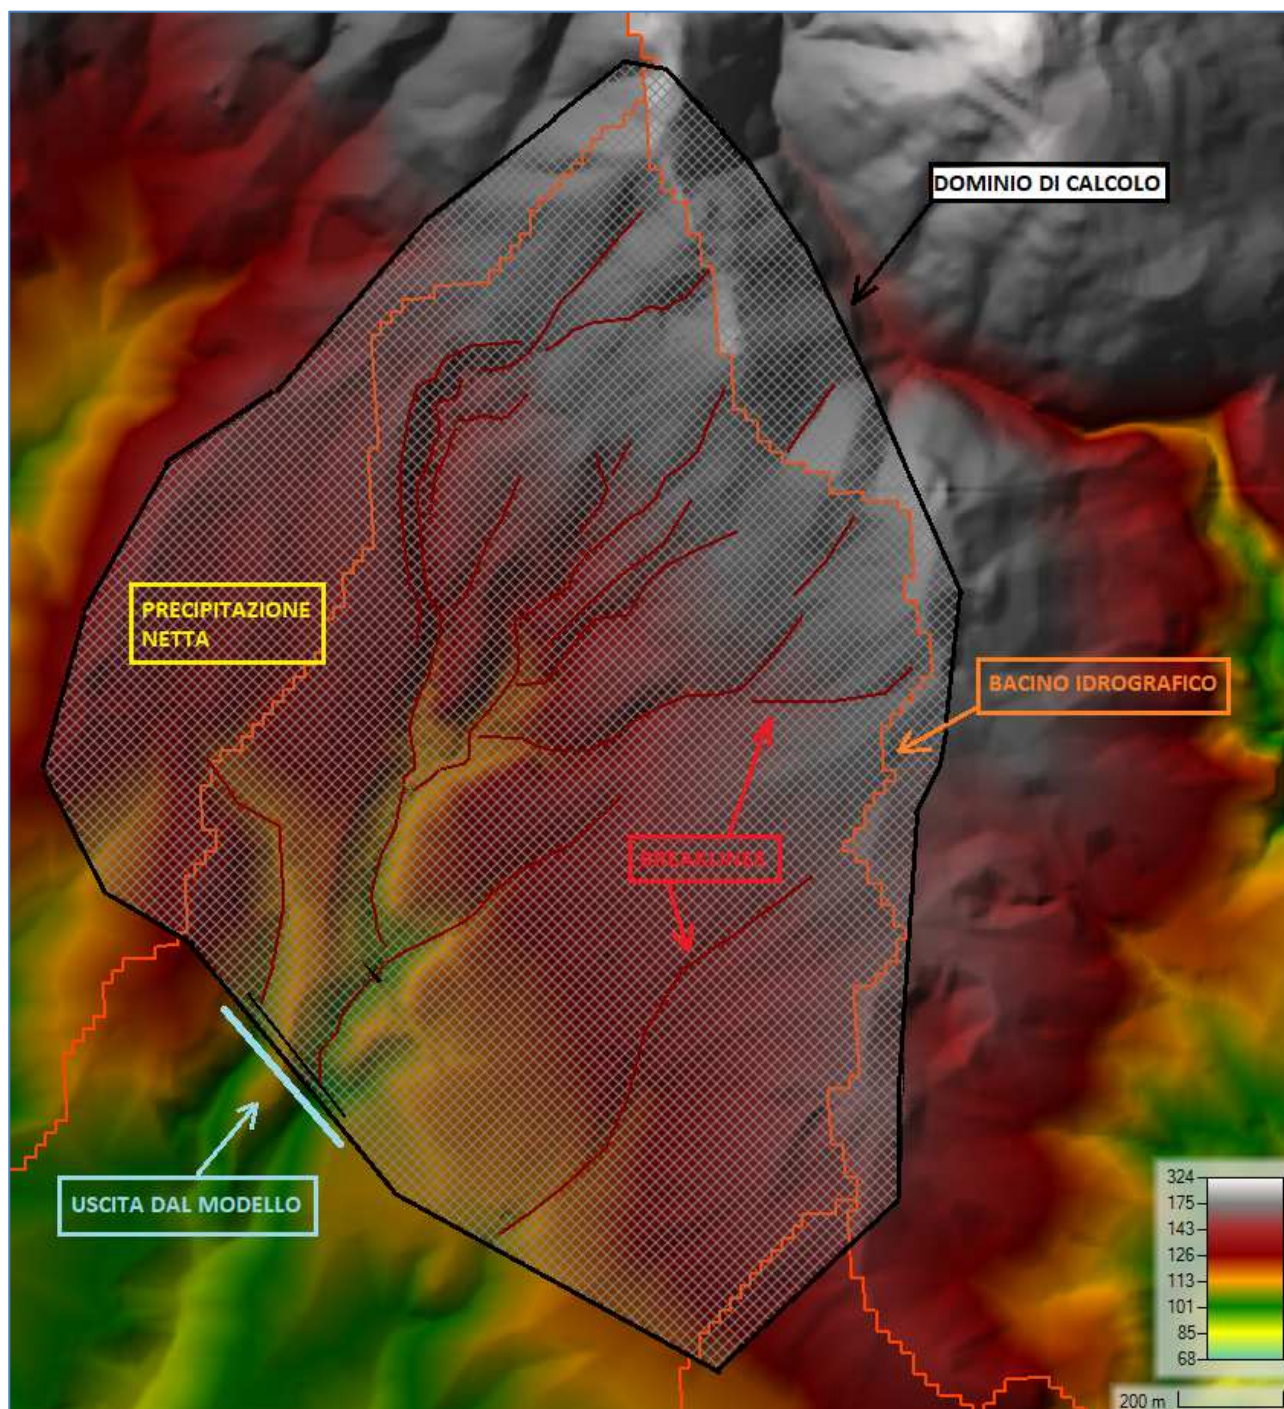 DOMINIO DI CALCOLO
PRECIPITAZIONE
NETTA
BACINO IDROGRAFICO
BREAKLINES
USCITA DAL MODELLO
324
175
143
126
113
101
85
68
200 m